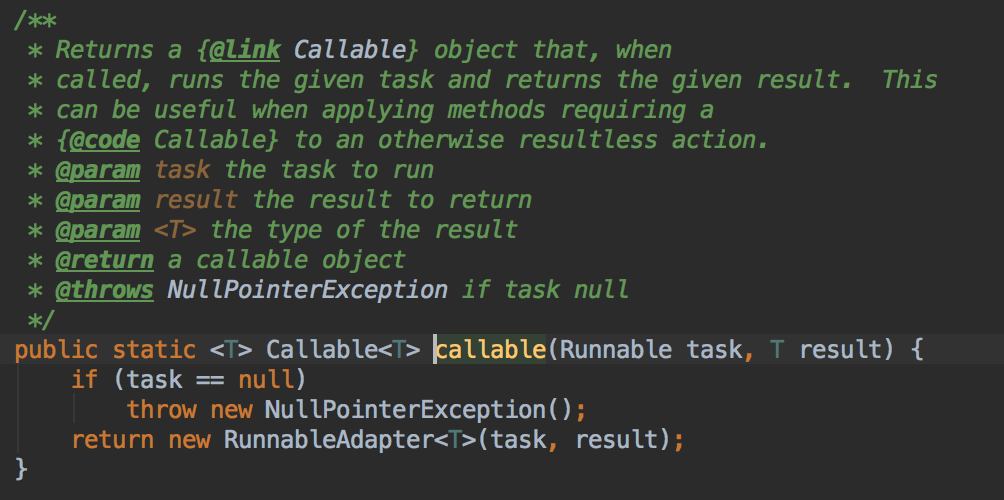 /**
 * Returns a {@link Callable} object that, when
 * called, runs the given task and returns the given result.  This
 * can be useful when applying methods requiring a
 * {@code Callable} to an otherwise resultless action.
 * @param task the task to run
 * @param result the result to return
 * @param <T> the type of the result
 * @return a callable object
 * @throws NullPointerException if task null
 */
public static <T> Callable<T> callable(Runnable task, T result) {
    if (task == null)
        throw new NullPointerException();
    return new RunnableAdapter<T>(task, result);
}